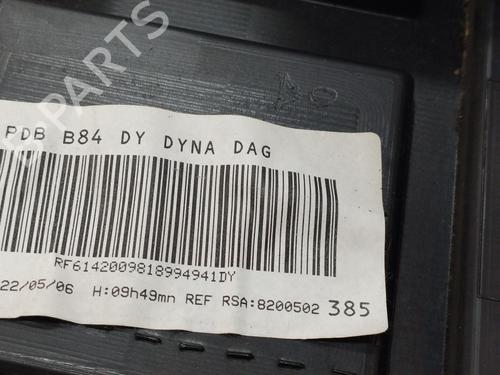 PDB B84 DY DYNA DAG
RF6142009818994941DY
22/05/06 H:09h49mn REF RSA:8200502 385